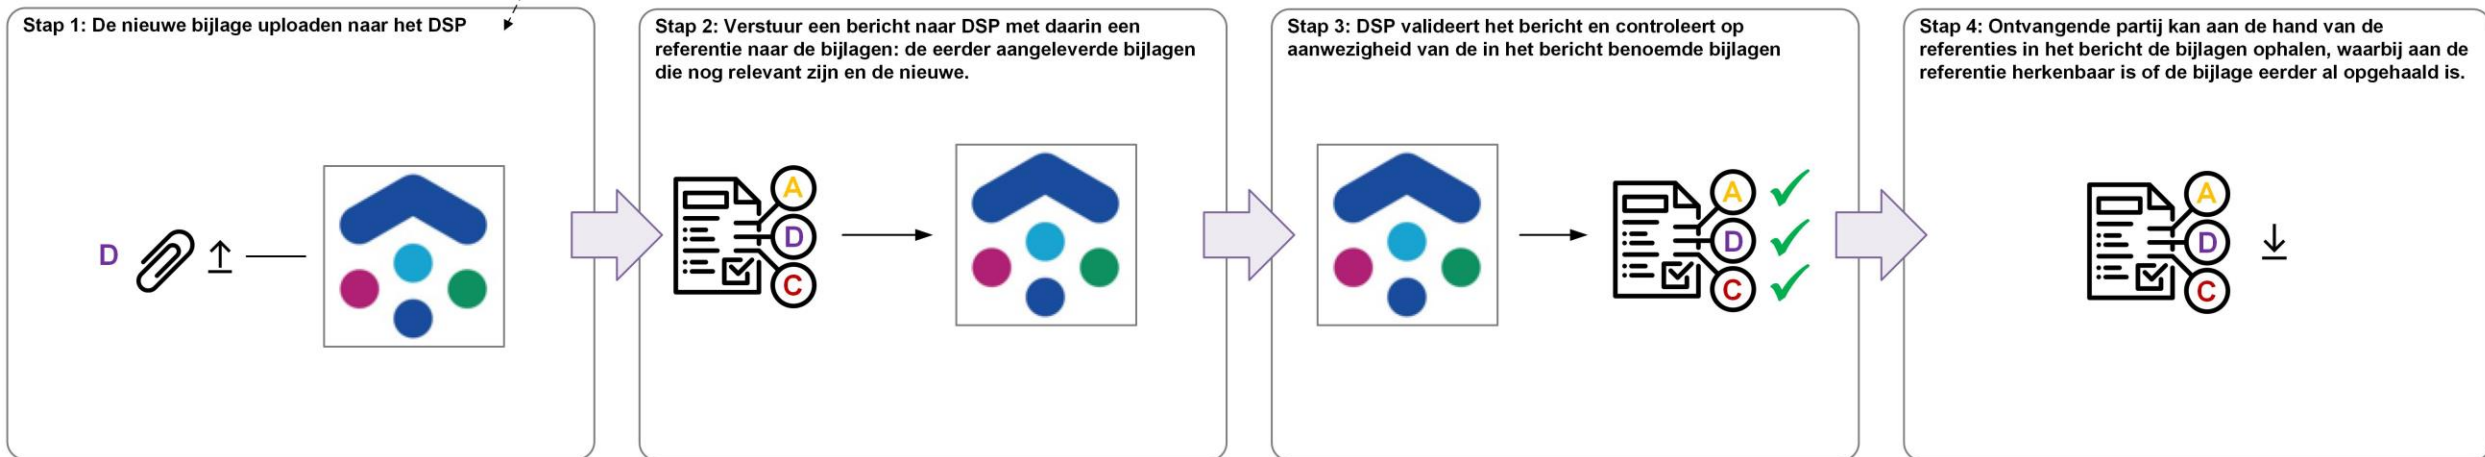 Stap 1: De nieuwe bijlage uploaden naar het DSP
D
Stap 2: Verstuur een bericht naar DSP met daarin een
referentie naar de bijlagen: de eerder aangeleverde bijlagen
die nog relevant zijn en de nieuwe.
A
D
C
Stap 3: DSP valideert het bericht en controleert op
aanwezigheid van de in het bericht benoemde bijlagen
A
D
C
Stap 4: Ontvangende partij kan aan de hand van de
referenties in het bericht de bijlagen ophalen, waarbij aan de
referentie herkenbaar is of de bijlage eerder al opgehaald is.
A
D
C